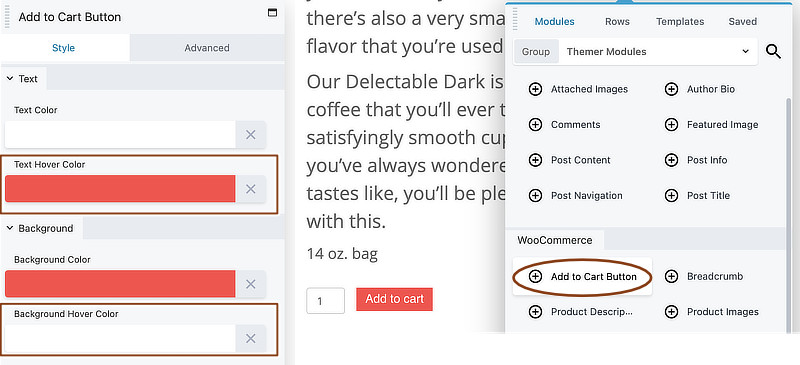 Add to Cart Button
Style
Advanced
Text
Text Color
Text Hover Color
Background
Background Color
Background Hover Color
there's also a very sma
flavor that you're used
Our Delectable Dark is
coffee that you'll ever t
satisfyingly smooth cup
you've always wondere
tastes like, you'll be ple
with this.
14 oz. bag
1
Add to cart
Modules
Rows
Templates
Saved
Group
Themer Modules
Attached Images
Author Bio
Comments
Featured Image
Post Content
Post Info
Post Navigation
Post Title
WooCommerce
Add to Cart Button
Breadcrumb
Product Descrip...
Product Images